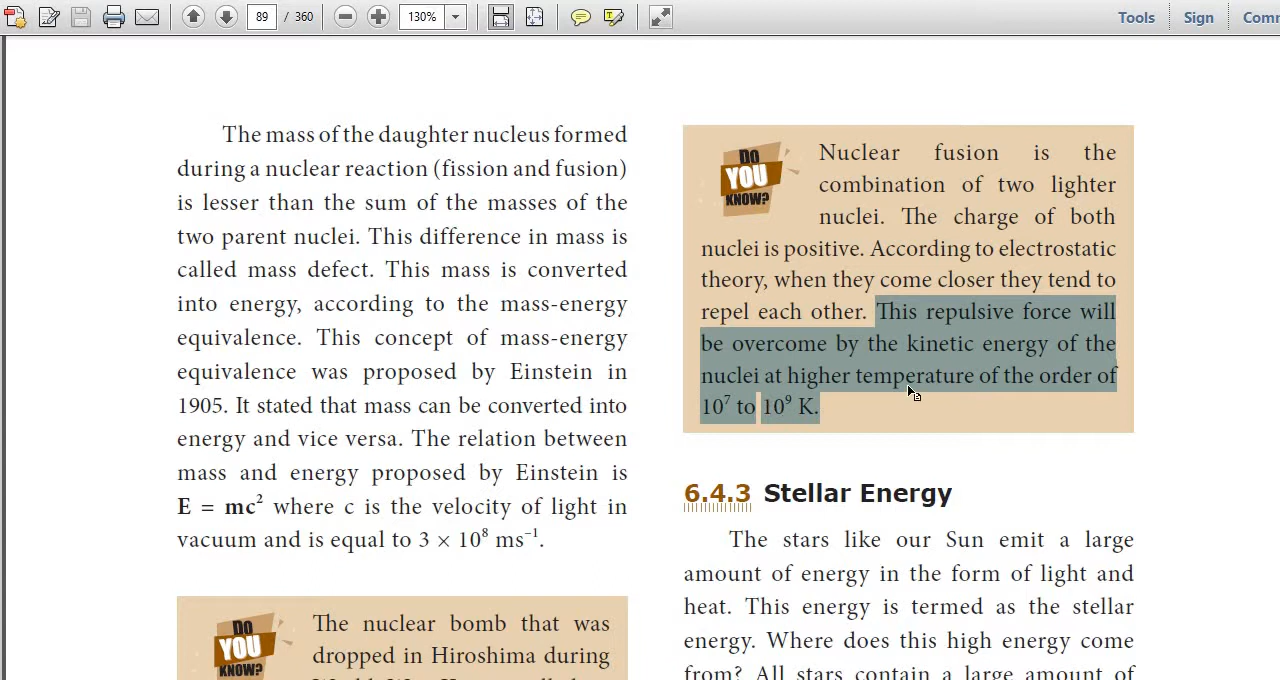 89 / 360
130%
Tools
Sign
Comm
The mass of the daughter nucleus formed
during a nuclear reaction (fission and fusion)
is lesser than the sum of the masses of the
two parent nuclei. This difference in mass is
called mass defect. This mass is converted
into energy, according to the mass-energy
equivalence. This concept of mass-energy
equivalence was proposed by Einstein in
1905. It stated that mass can be converted into
energy and vice versa. The relation between
mass and energy proposed by Einstein is
E = mc² where c is the velocity of light in
vacuum and is equal to 3 × 10⁸ ms⁻¹.
DO
YOU
KNOW?
The nuclear bomb that was
dropped in Hiroshima during
DO
YOU
KNOW?
Nuclear fusion is the
combination of two lighter
nuclei. The charge of both
nuclei is positive. According to electrostatic
theory, when they come closer they tend to
repel each other. This repulsive force will
be overcome by the kinetic energy of the
nuclei at higher temperature of the order of
10⁷ to 10⁹ K.
6.4.3 Stellar Energy
The stars like our Sun emit a large
amount of energy in the form of light and
heat. This energy is termed as the stellar
energy. Where does this high energy come
from? All stars contain a large amount of